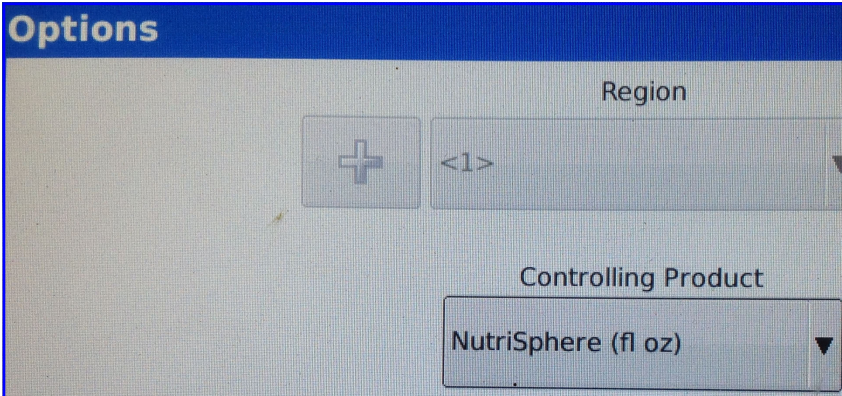 Options
Region
<1>
Controlling Product
NutriSphere (fl oz)